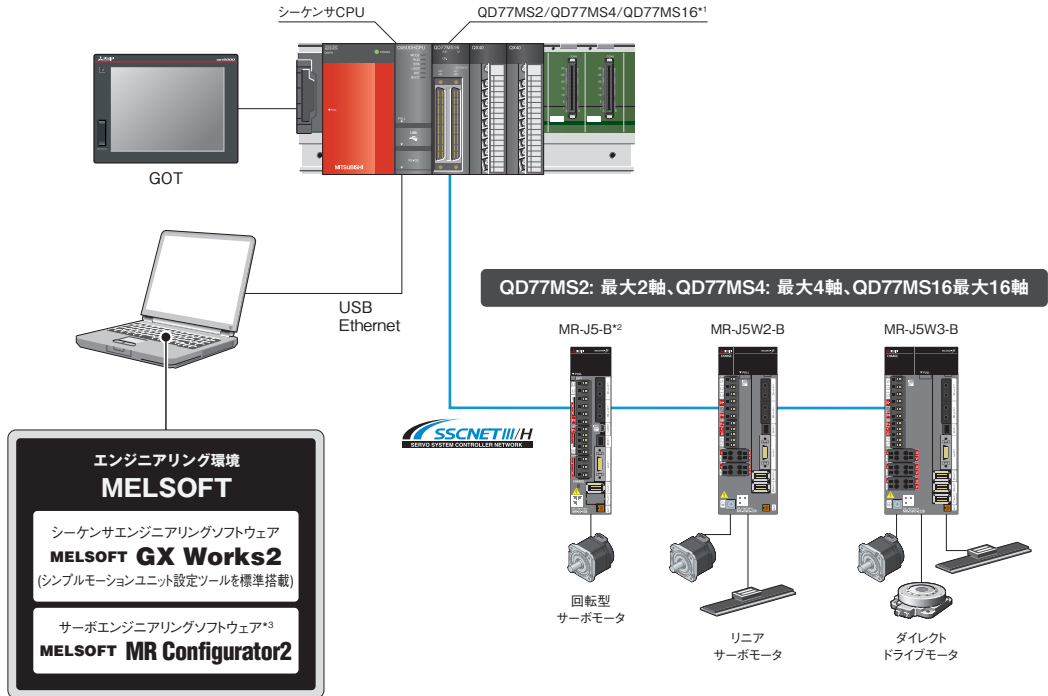 シーケンサCPU
QD77MS2/QD77MS4/QD77MS16*1
QD77MS16
QX40
QX40
MITSUBISHI
GOT
USB
Ethernet
QD77MS2: 最大2軸、QD77MS4: 最大4軸、QD77MS16最大16軸
MR-J5-B*2
MR-J5W2-B
MR-J5W3-B
SSCNETIII/H
SERVO SYSTEM CONTROLLER NETWORK
エンジニアリング環境
MELSOFT
シーケンサエンジニアリングソフトウェア
MELSOFT GX Works2
(シンプルモーションユニット設定ツールを標準搭載)
サーボエンジニアリングソフトウェア*3
MELSOFT MR Configurator2
回転型
サーボモータ
リニア
サーボモータ
ダイレクト
ドライブモータ